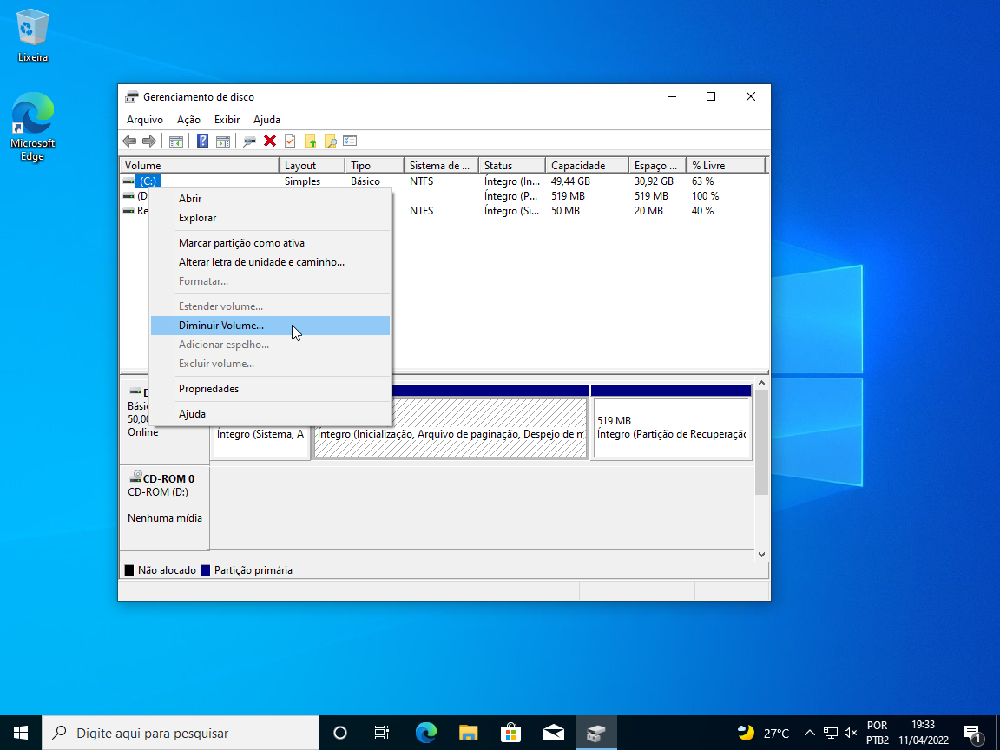 Lixeira
Microsoft
Edge
Gerenciamento de disco
Arquivo Ação Exibir Ajuda
Volume Layout Tipo Sistema de ... Status Capacidade Espaço ... % Livre
(C:) Simples Básico NTFS Íntegro (In... 49,44 GB 30,92 GB 63 %
(D Íntegro (P... 519 MB 519 MB 100 %
Re NTFS Íntegro (Si... 50 MB 20 MB 40 %
Abrir
Explorar
Marcar partição como ativa
Alterar letra de unidade e caminho...
Formatar...
Estender volume...
Diminuir Volume...
Adicionar espelho...
Excluir volume...
Propriedades
Ajuda
D
Básic
50,00
Online
Íntegro (Sistema, A
Íntegro (Inicialização, Arquivo de paginação, Despejo de m
519 MB
Íntegro (Partição de Recuperaçã
CD-ROM 0
CD-ROM (D:)
Nenhuma mídia
Não alocado Partição primária
Digite aqui para pesquisar
27°C
POR
PTB2
19:33
11/04/2022
1